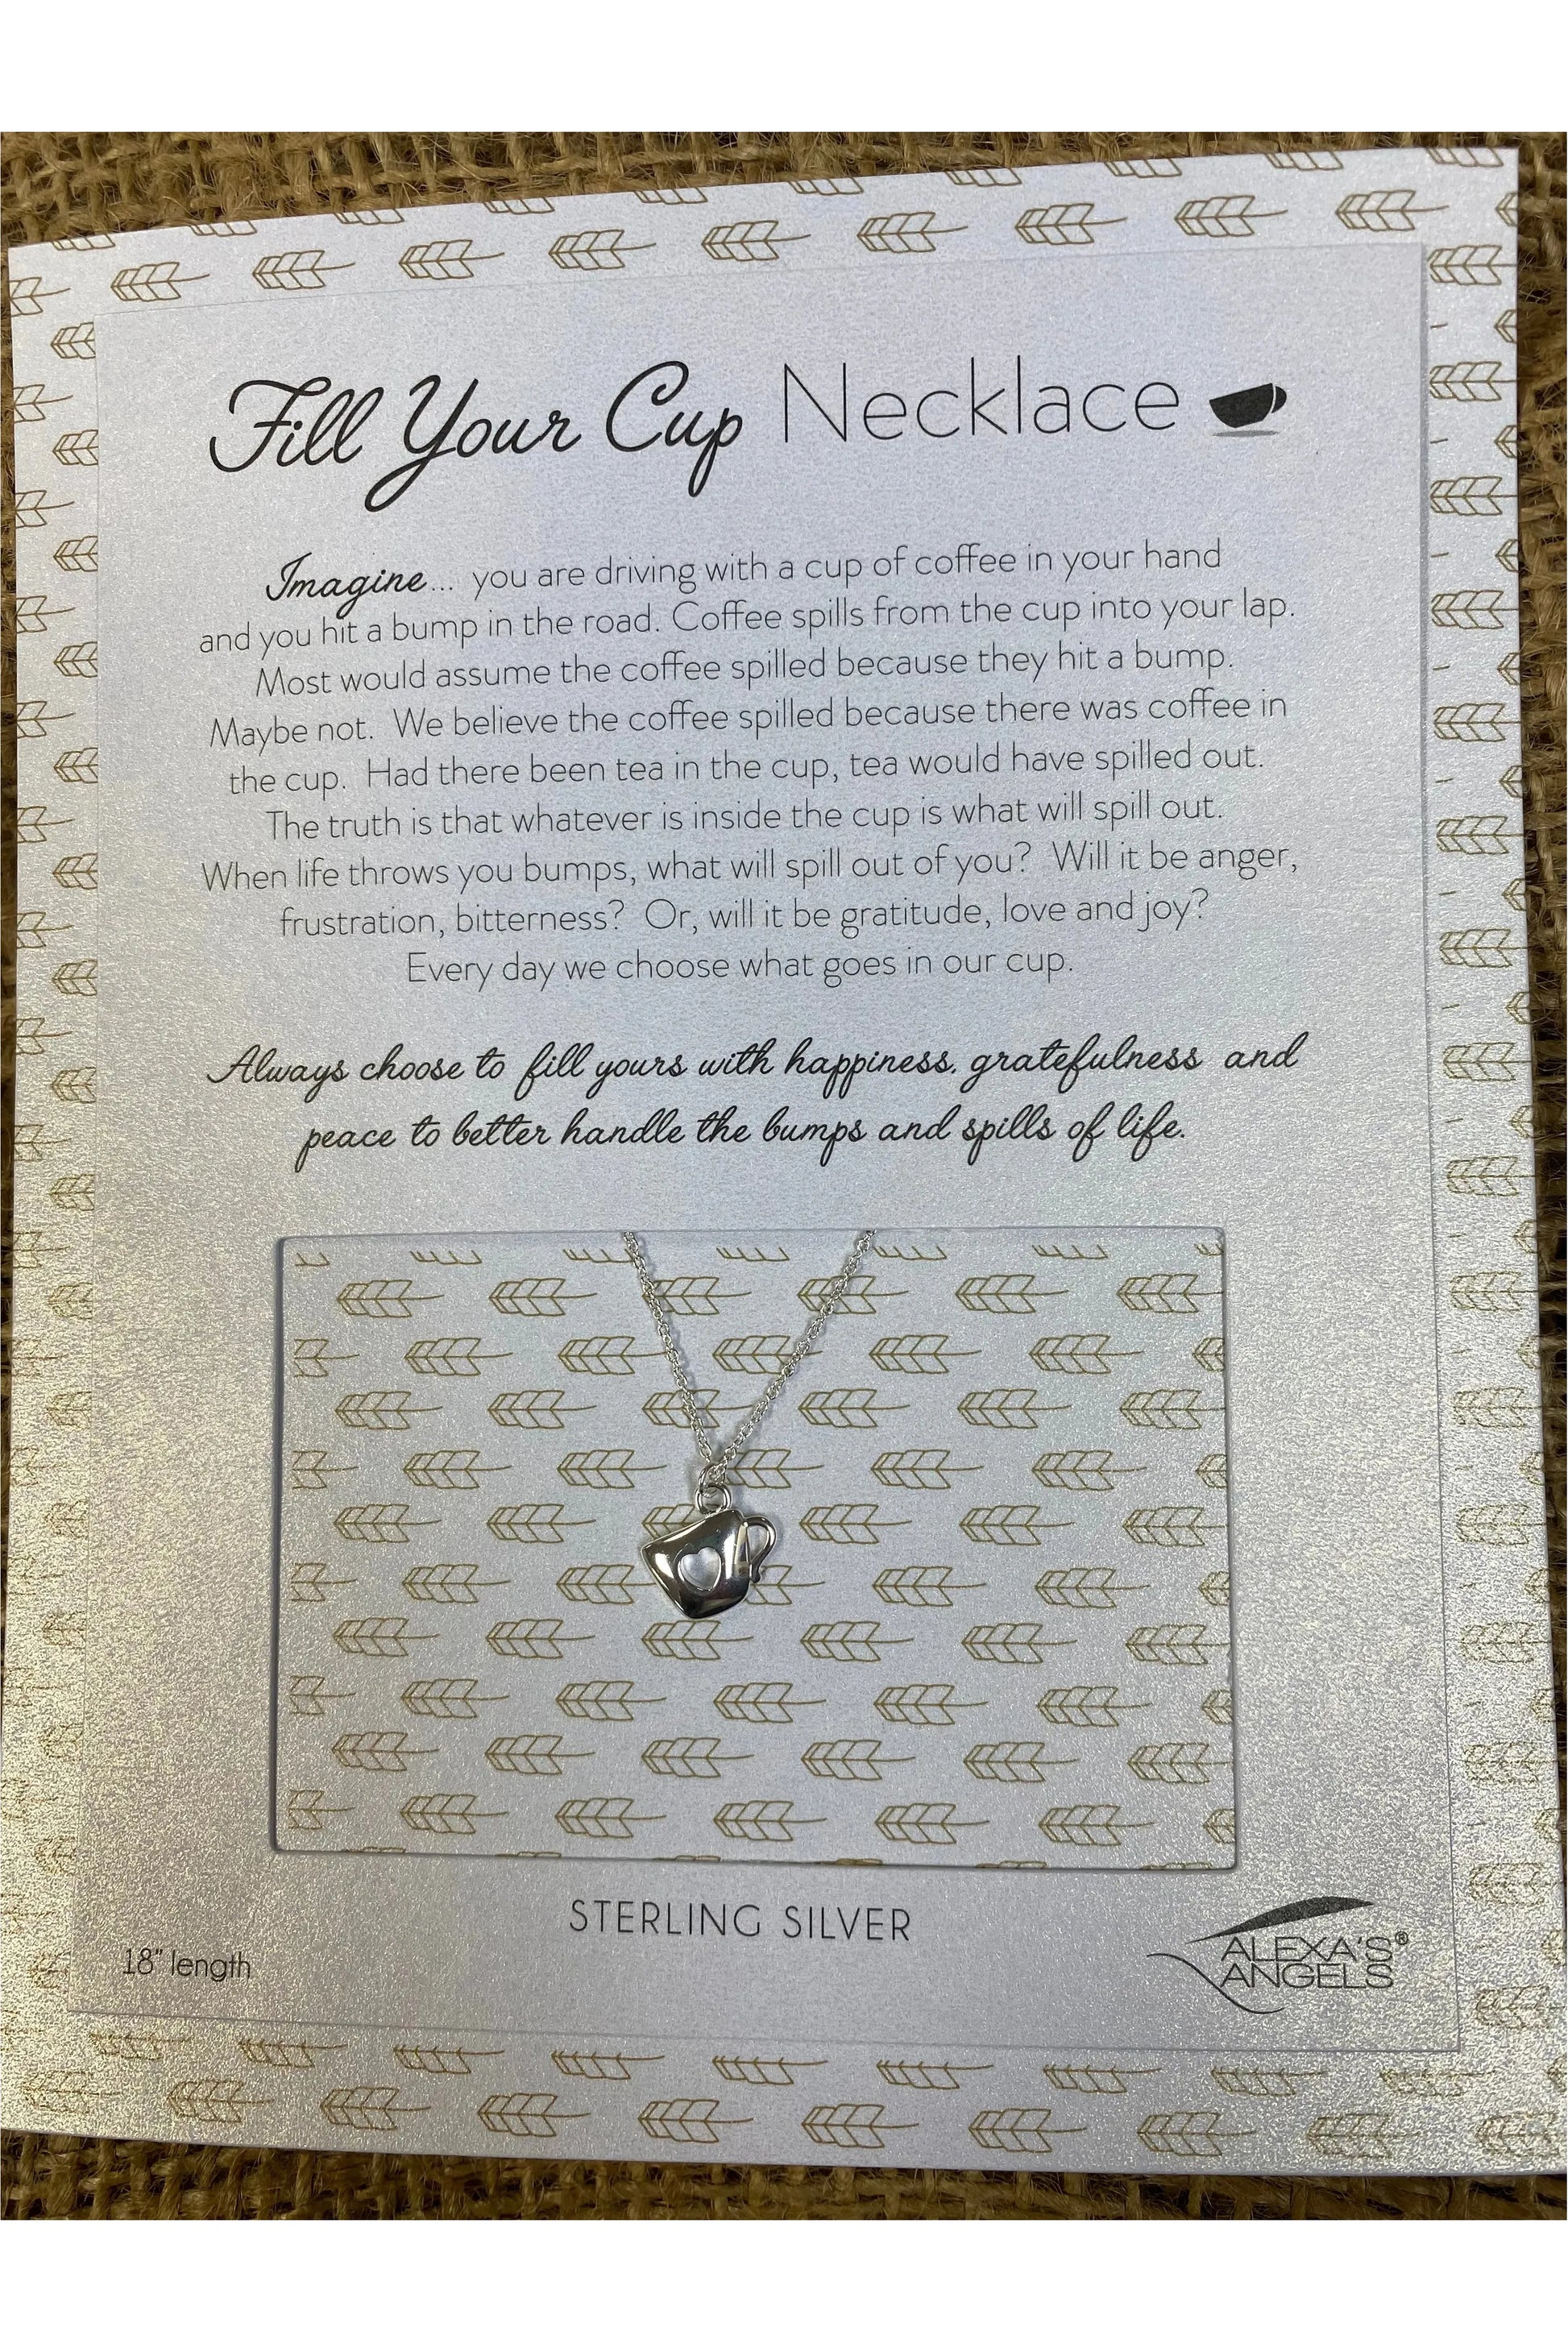 Fill Your Cup Necklace
Imagine... you are driving with a cup of coffee in your hand
and you hit a bump in the road. Coffee spills from the cup into your lap.
Most would assume the coffee spilled because they hit a bump.
Maybe not. We believe the coffee spilled because there was coffee in
the cup. Had there been tea in the cup, tea would have spilled out.
The truth is that whatever is inside the cup is what will spill out.
When life throws you bumps, what will spill out of you? Will it be anger,
frustration, bitterness? Or, will it be gratitude, love and joy?
Every day we choose what goes in our cup.
Always choose to fill yours with happiness, gratefulness and
peace to better handle the bumps and spills of life.
STERLING SILVER
18" length
ALEXA'S®
ANGELS